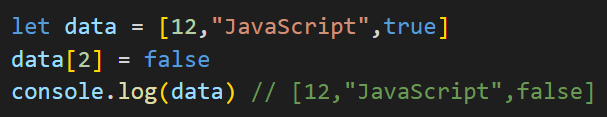 let data = [12,"JavaScript",true]
data[2] = false
console.log(data) // [12,"JavaScript",false]